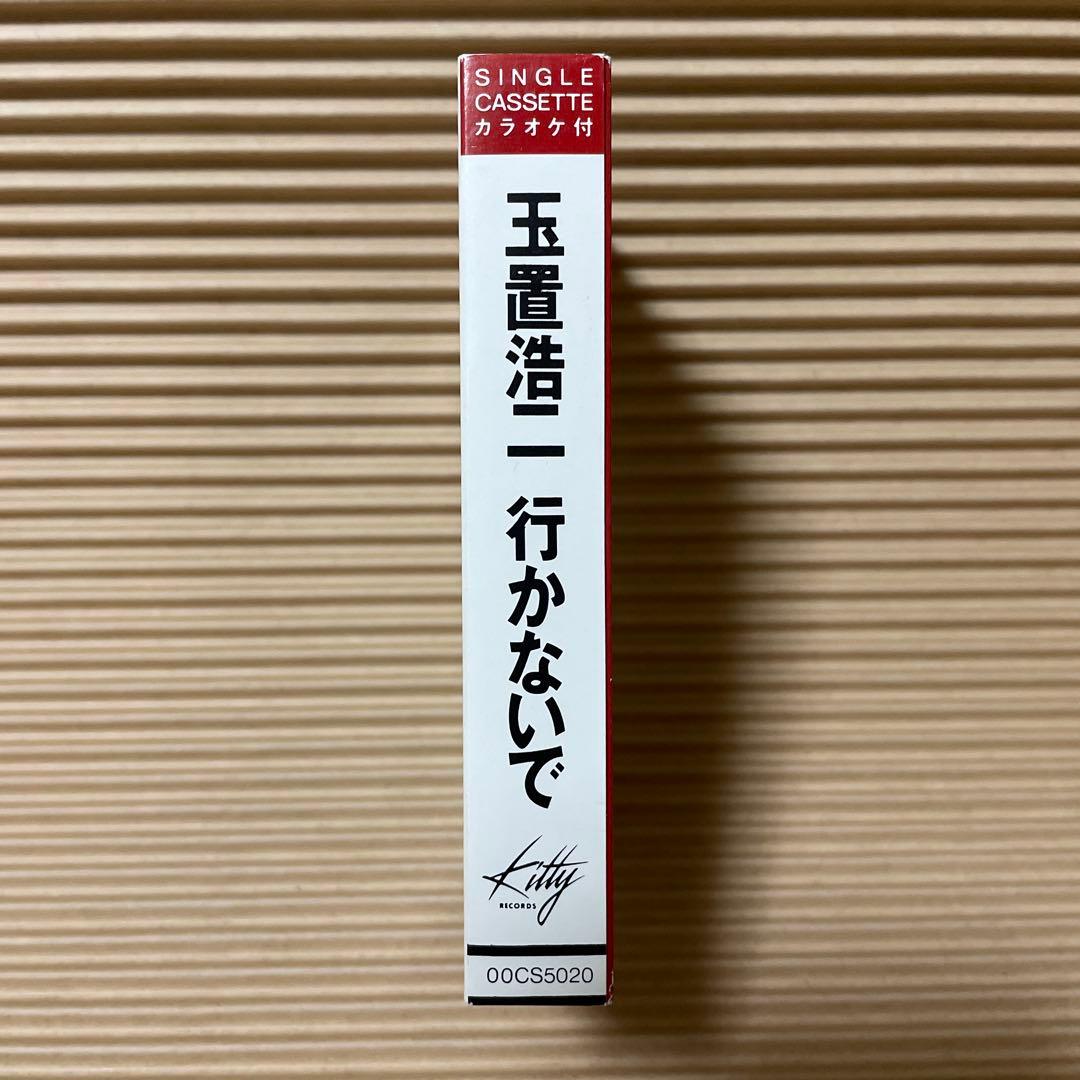 SINGLE
CASSETTE
カラオケ付
玉置浩二 行かないで
Kitty
RECORDS
00CS5020